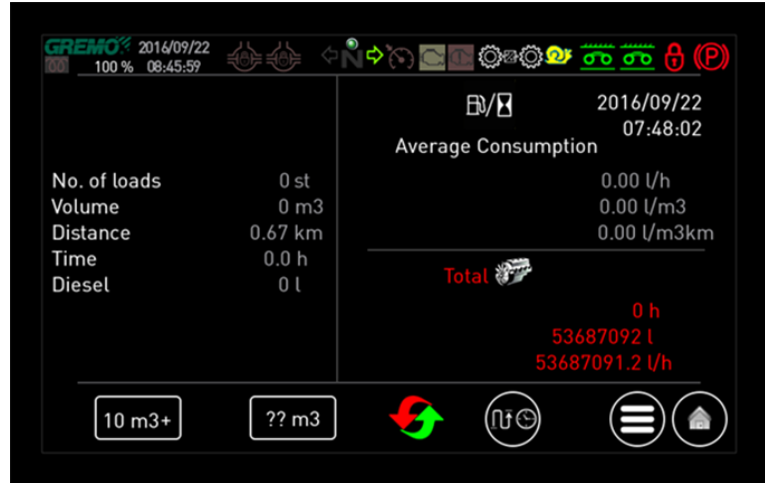 GREMO 2016/09/22
00 100 % 08:45:59
N
(P)
2016/09/22
07:48:02
Average Consumption
No. of loads 0 st
Volume 0 m3
Distance 0.67 km
Time 0.0 h
Diesel 0 l
0.00 l/h
0.00 l/m3
0.00 l/m3km
Total
0 h
53687092 l
53687091.2 l/h
10 m3+
?? m3